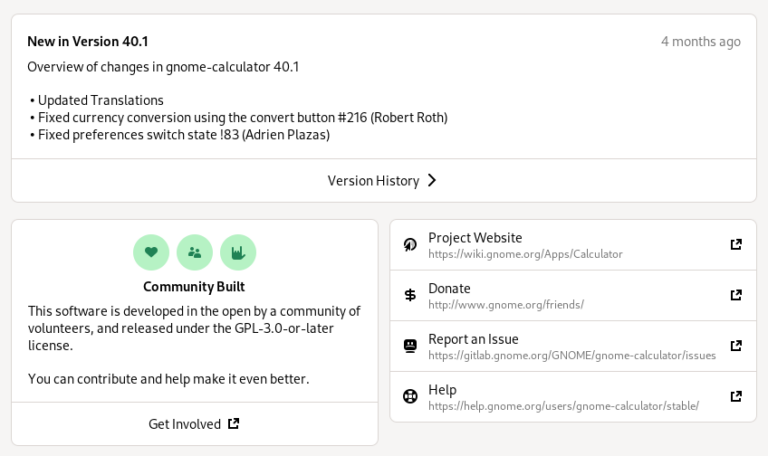 New in Version 40.1
4 months ago
Overview of changes in gnome-calculator 40.1
• Updated Translations
• Fixed currency conversion using the convert button #216 (Robert Roth)
• Fixed preferences switch state !83 (Adrien Plazas)
Version History
Community Built
This software is developed in the open by a community of
volunteers, and released under the GPL-3.0-or-later
license.
You can contribute and help make it even better.
Get Involved
Project Website
https://wiki.gnome.org/Apps/Calculator
Donate
http://www.gnome.org/friends/
Report an Issue
https://gitlab.gnome.org/GNOME/gnome-calculator/issues
Help
https://help.gnome.org/users/gnome-calculator/stable/